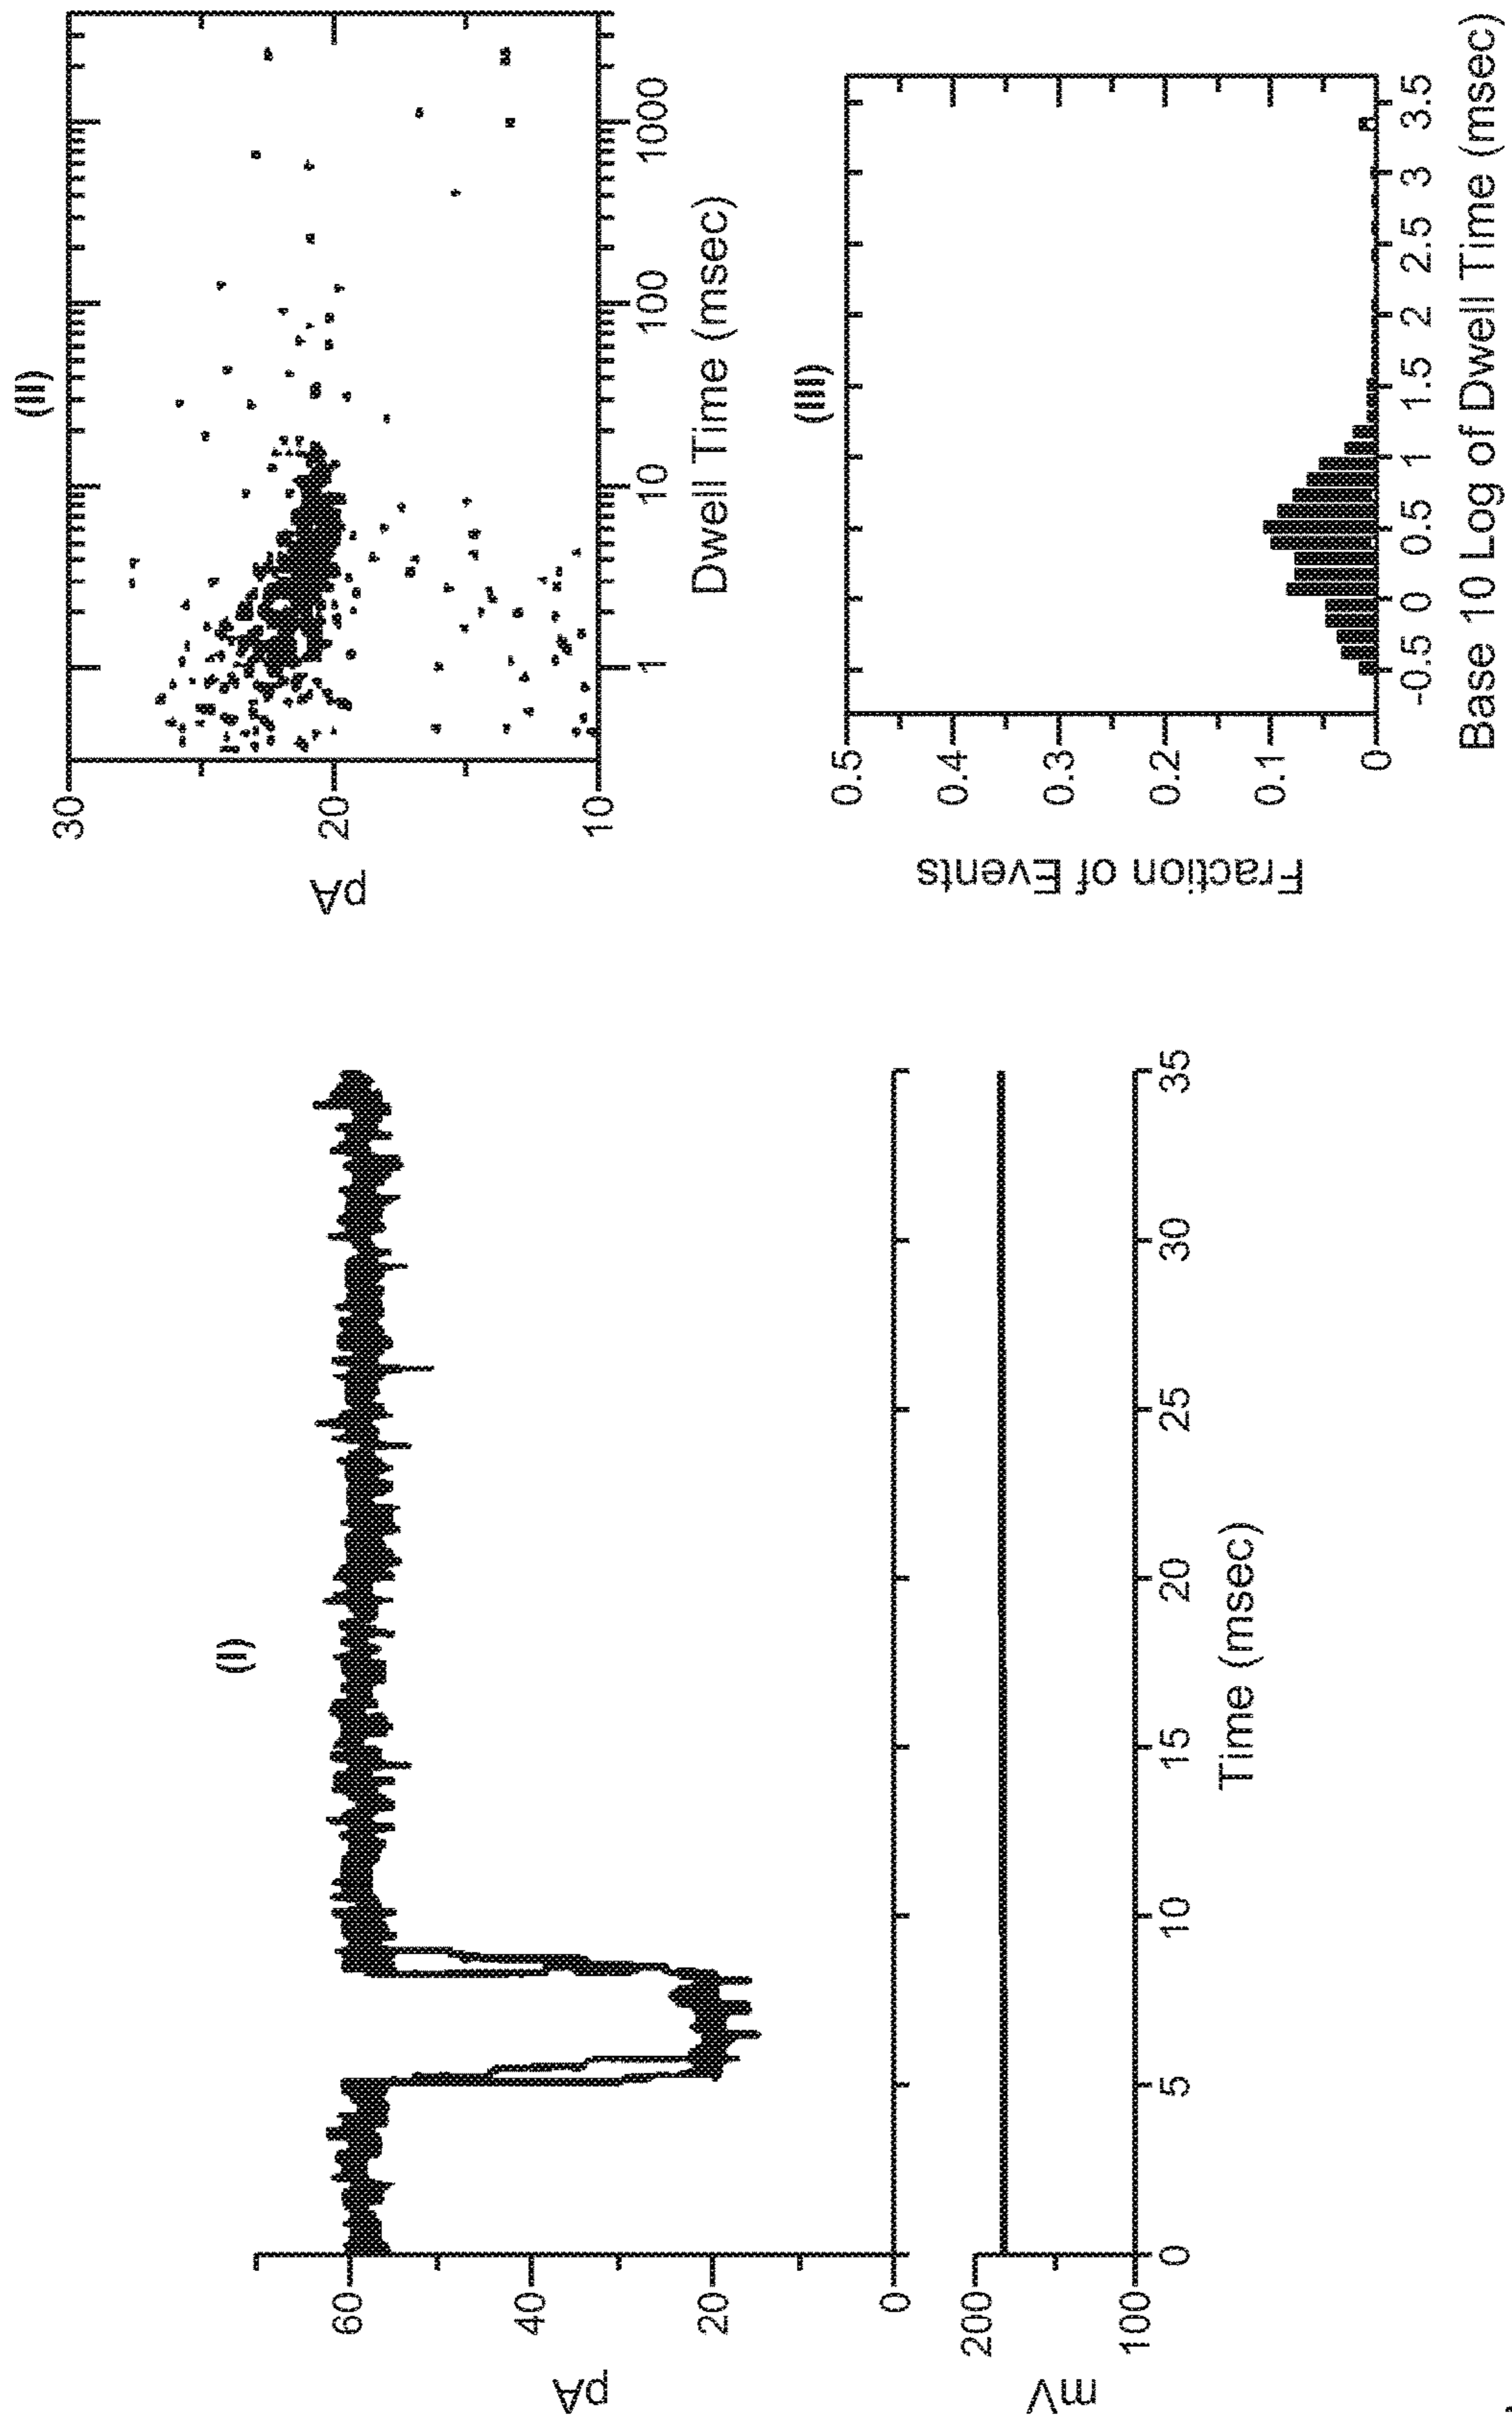 (I)
pA
60
40
20
0
mV
200
100
0 5 10 15 20 25 30 35
Time (msec)
(II)
pA
30
20
10
1 10 100 1000
Dwell Time (msec)
(III)
Fraction of Events
0.5
0.4
0.3
0.2
0.1
0
-0.5 0 0.5 1 1.5 2 2.5 3 3.5
Base 10 Log of Dwell Time (msec)